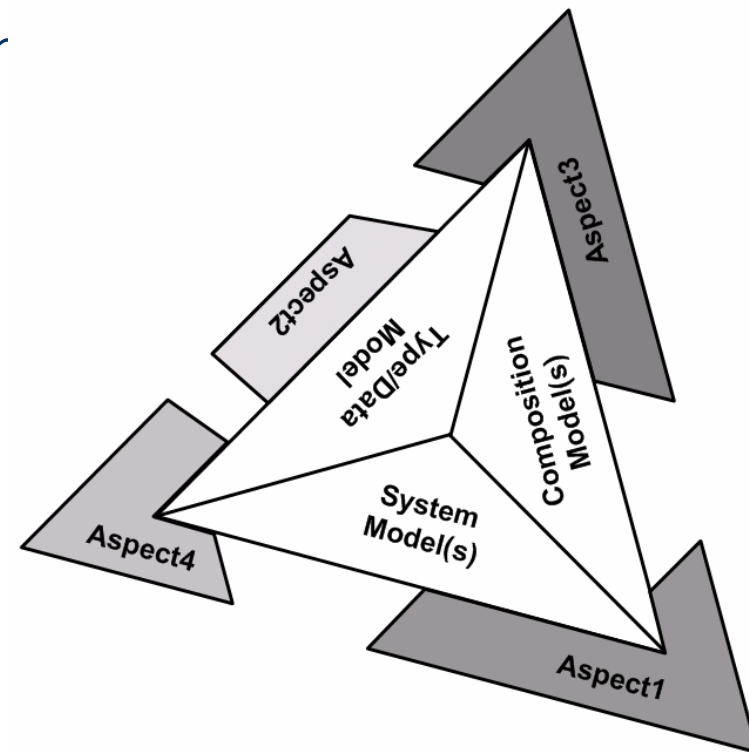 Aspect3
Aspect2
Type/Data
Model
Composition
Model(s)
System
Model(s)
Aspect4
Aspect1